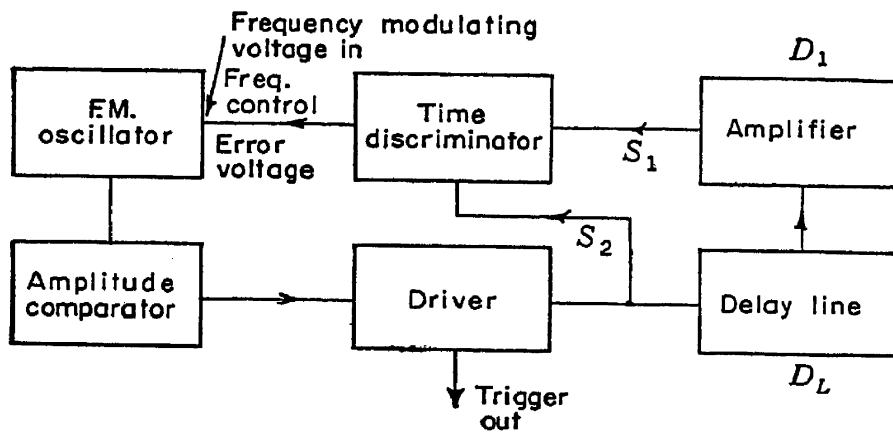 Frequency modulating
voltage in
Freq.
control
Error
voltage
F.M.
oscillator
Time
discriminator
D₁
Amplifier
S₁
S₂
Amplitude
comparator
Driver
Delay line
D_L
Trigger
out